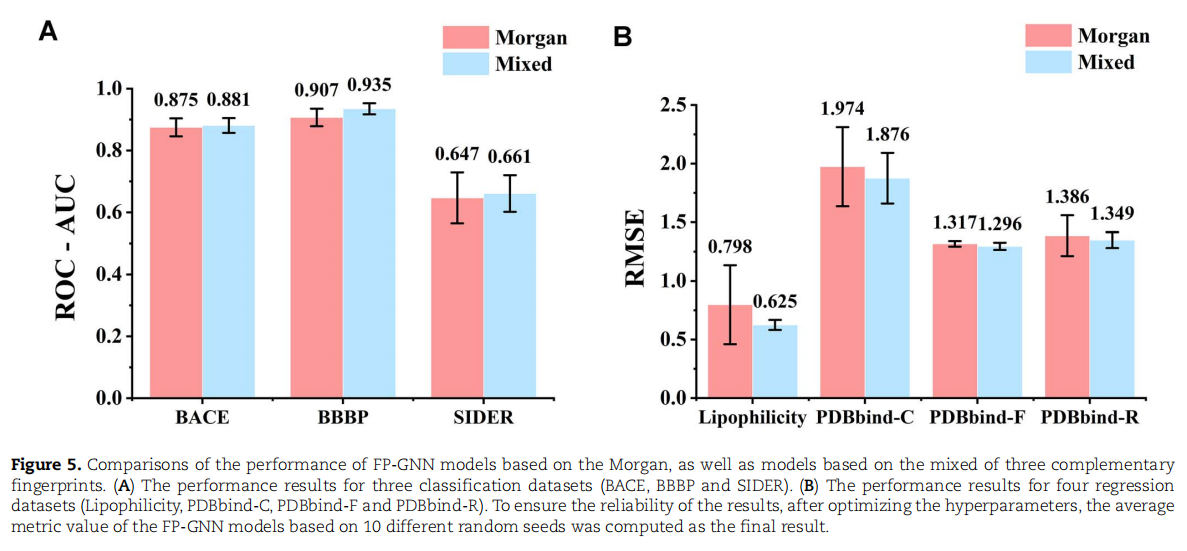 A
Morgan
Mixed
ROC - AUC
1.0
0.8
0.6
0.4
0.2
0.0
0.875 0.881
0.907 0.935
0.647 0.661
BACE BBBP SIDER
B
Morgan
Mixed
RMSE
2.5
2.0
1.5
1.0
0.5
0.0
0.798 0.625
1.974 1.876
1.317 1.296
1.386 1.349
Lipophilicity PDBbind-C PDBbind-F PDBbind-R
Figure 5. Comparisons of the performance of FP-GNN models based on the Morgan, as well as models based on the mixed of three complementary
fingerprints. (A) The performance results for three classification datasets (BACE, BBBP and SIDER). (B) The performance results for four regression
datasets (Lipophilicity, PDBbind-C, PDBbind-F and PDBbind-R). To ensure the reliability of the results, after optimizing the hyperparameters, the average
metric value of the FP-GNN models based on 10 different random seeds was computed as the final result.